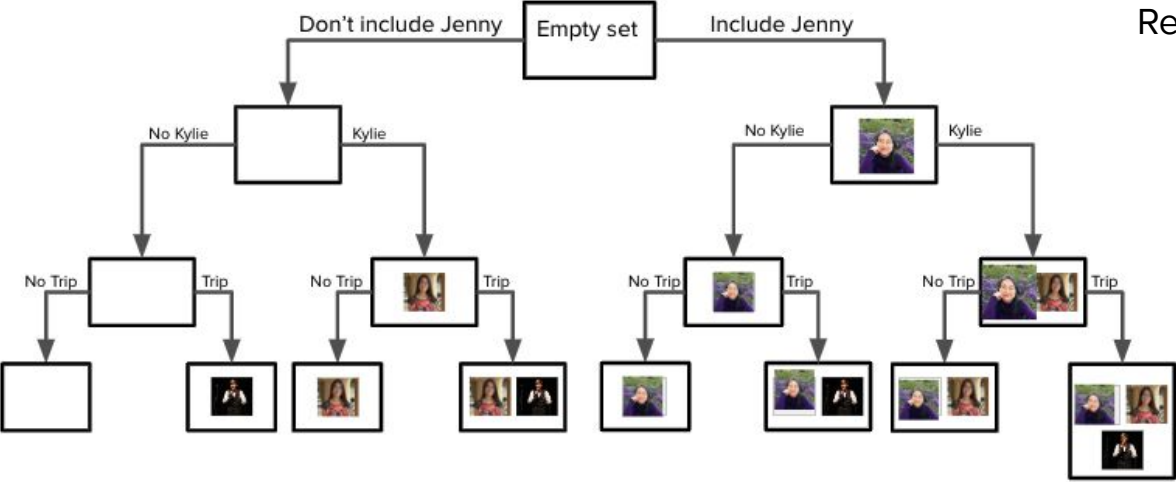 Don't include Jenny
Empty set
Include Jenny
Re
No Kylie
Kylie
No Kylie
Kylie
No Trip
Trip
No Trip
Trip
No Trip
Trip
No Trip
Trip